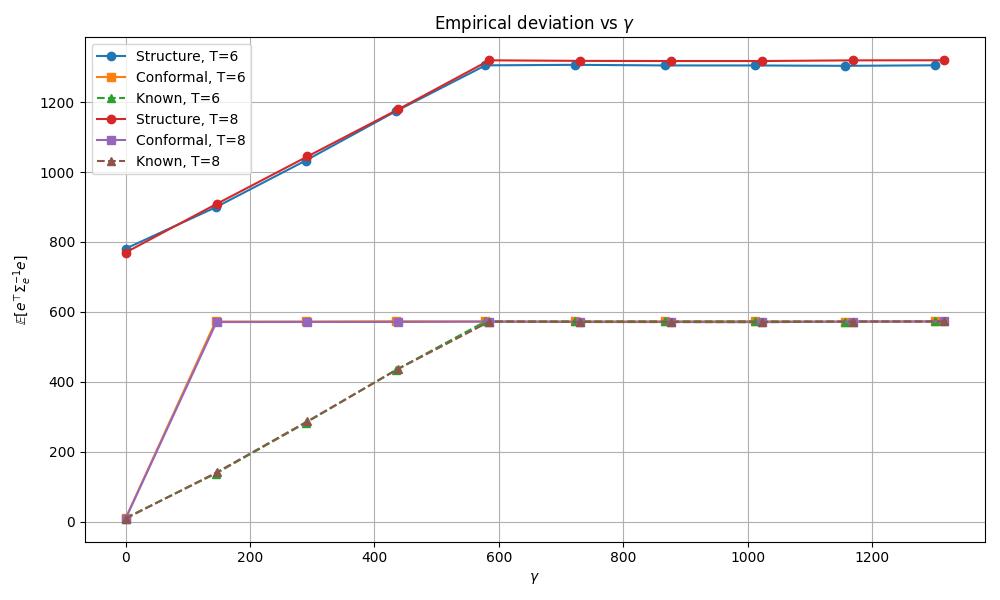 Empirical deviation vs γ
Structure, T=6
Conformal, T=6
Known, T=6
Structure, T=8
Conformal, T=8
Known, T=8
1200
1000
800
600
400
200
0
𝔼[e⊤Σe−1e]
0 200 400 600 800 1000 1200
γ